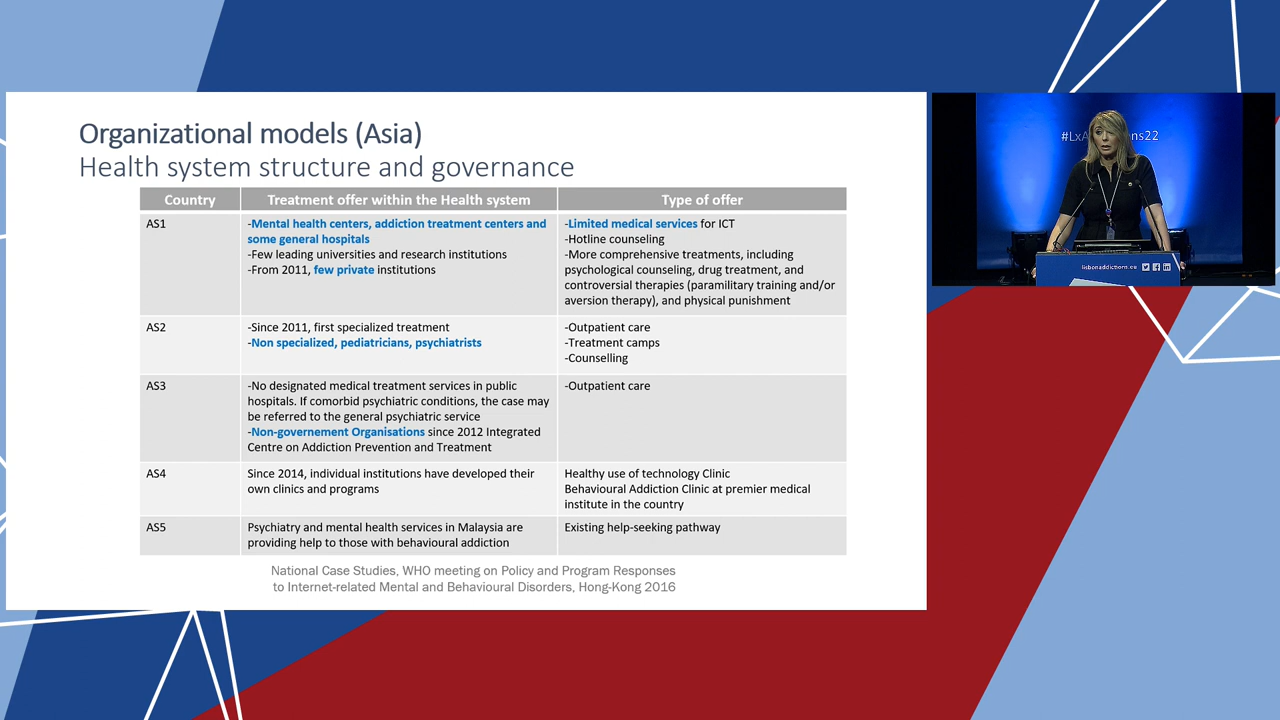 Organizational models (Asia)
Health system structure and governance
Country
Treatment offer within the Health system
Type of offer
AS1
-Mental health centers, addiction treatment centers and
some general hospitals
-Few leading universities and research institutions
-From 2011, few private institutions
-Limited medical services for ICT
-Hotline counseling
-More comprehensive treatments, including
psychological counseling, drug treatment, and
controversial therapies (paramilitary training and/or
aversion therapy), and physical punishment
AS2
-Since 2011, first specialized treatment
-Non specialized, pediatricians, psychiatrists
-Outpatient care
-Treatment camps
-Counselling
AS3
-No designated medical treatment services in public
hospitals. If comorbid psychiatric conditions, the case may
be referred to the general psychiatric service
-Non-governement Organisations since 2012 Integrated
Centre on Addiction Prevention and Treatment
-Outpatient care
AS4
Since 2014, individual institutions have developed their
own clinics and programs
Healthy use of technology Clinic
Behavioural Addiction Clinic at premier medical
institute in the country
AS5
Psychiatry and mental health services in Malaysia are
providing help to those with behavioural addiction
Existing help-seeking pathway
National Case Studies, WHO meeting on Policy and Program Responses
to Internet-related Mental and Behavioural Disorders, Hong-Kong 2016
lisbonaddictions.eu